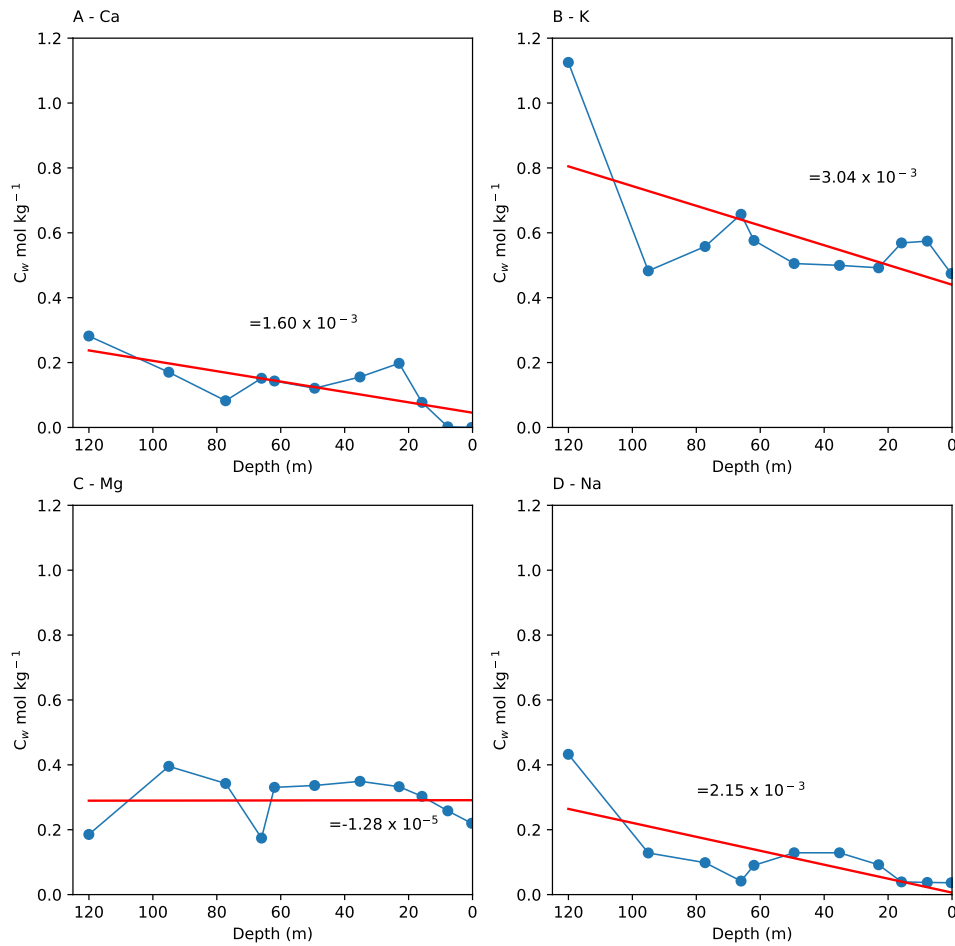 A - Ca
1.2
1.0
0.8
0.6
0.4
0.2
0.0
C_w mol kg⁻¹
=1.60 x 10⁻³
120 100 80 60 40 20 0
Depth (m)
B - K
1.2
1.0
0.8
0.6
0.4
0.2
0.0
C_w mol kg⁻¹
=3.04 x 10⁻³
120 100 80 60 40 20 0
Depth (m)
C - Mg
1.2
1.0
0.8
0.6
0.4
0.2
0.0
C_w mol kg⁻¹
=-1.28 x 10⁻⁵
120 100 80 60 40 20 0
Depth (m)
D - Na
1.2
1.0
0.8
0.6
0.4
0.2
0.0
C_w mol kg⁻¹
=2.15 x 10⁻³
120 100 80 60 40 20 0
Depth (m)